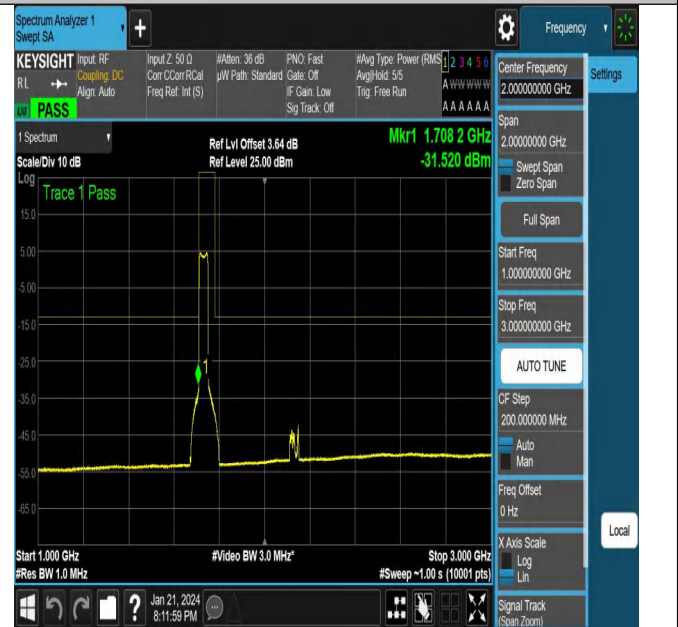 Spectrum Analyzer 1
Swept SA
+
Frequency
KEYSIGHT
RL
LXI PASS
Input: RF
Coupling: DC
Align: Auto
Input Z: 50 Ω
Corr CCorr RCal
Freq Ref: Int (S)
#Atten: 36 dB
µW Path: Standard
PNO: Fast
Gate: Off
IF Gain: Low
Sig Track: Off
#Avg Type: Power (RMS
Avg|Hold: 5/5
Trig: Free Run
1 2 3 4 5 6
A W W W W W
A A A A A A
Center Frequency
2.000000000 GHz
Settings
1 Spectrum
Scale/Div 10 dB
Log
Ref Lvl Offset 3.64 dB
Ref Level 25.00 dBm
Mkr1 1.708 2 GHz
-31.520 dBm
Trace 1 Pass
15.0
5.00
-5.00
-15.0
-25.0
-35.0
-45.0
-55.0
-65.0
1
Start 1.000 GHz
#Res BW 1.0 MHz
#Video BW 3.0 MHz*
Stop 3.000 GHz
#Sweep ~1.00 s (10001 pts)
Span
2.00000000 GHz
Swept Span
Zero Span
Full Span
Start Freq
1.000000000 GHz
Stop Freq
3.000000000 GHz
AUTO TUNE
CF Step
200.000000 MHz
Auto
Man
Freq Offset
0 Hz
X Axis Scale
Log
Lin
Signal Track
(Span Zoom)
Local
?
Jan 21, 2024
8:11:59 PM